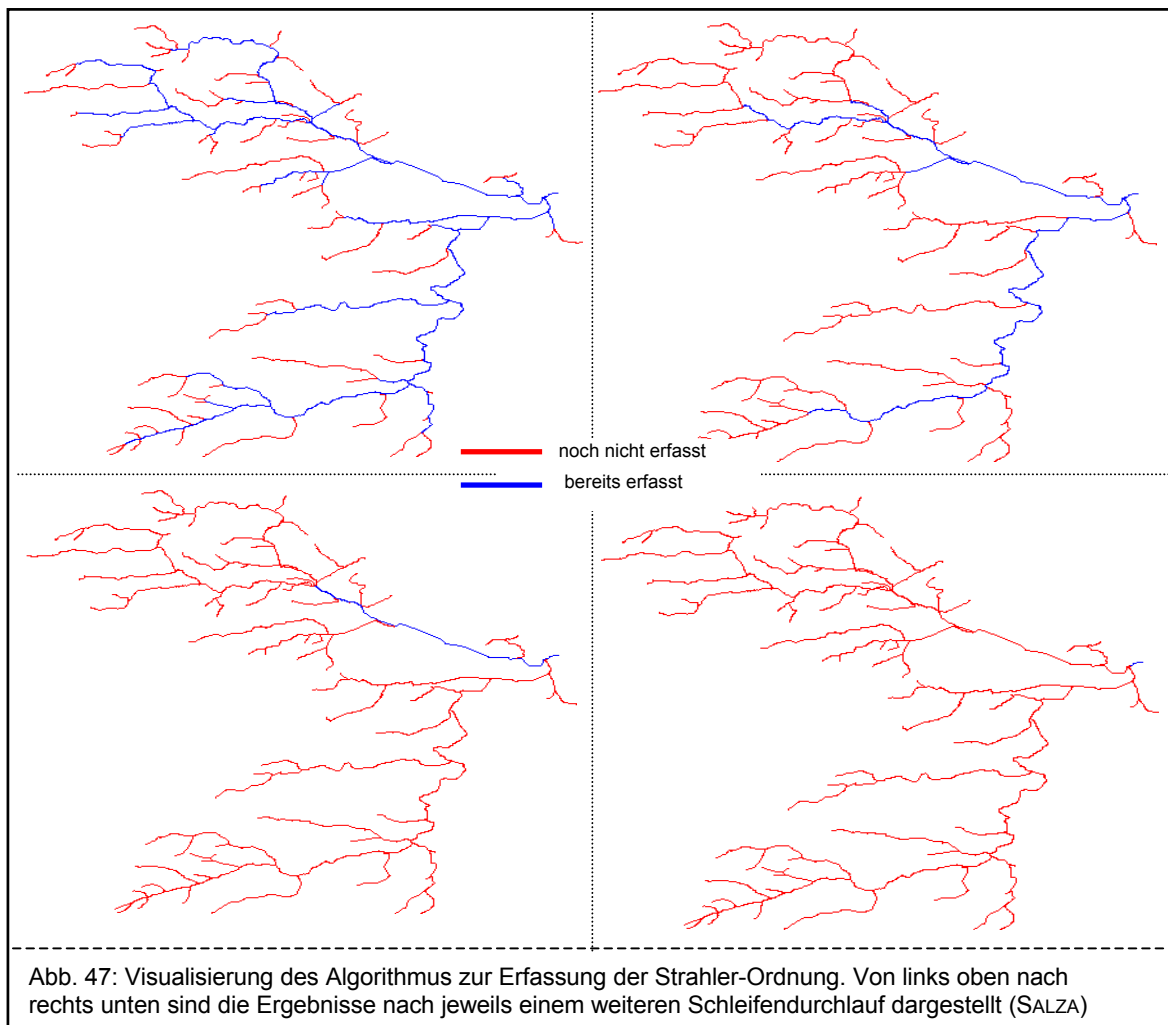 noch nicht erfasst
bereits erfasst
Abb. 47: Visualisierung des Algorithmus zur Erfassung der Strahler-Ordnung. Von links oben nach
rechts unten sind die Ergebnisse nach jeweils einem weiteren Schleifendurchlauf dargestellt (SALZA)